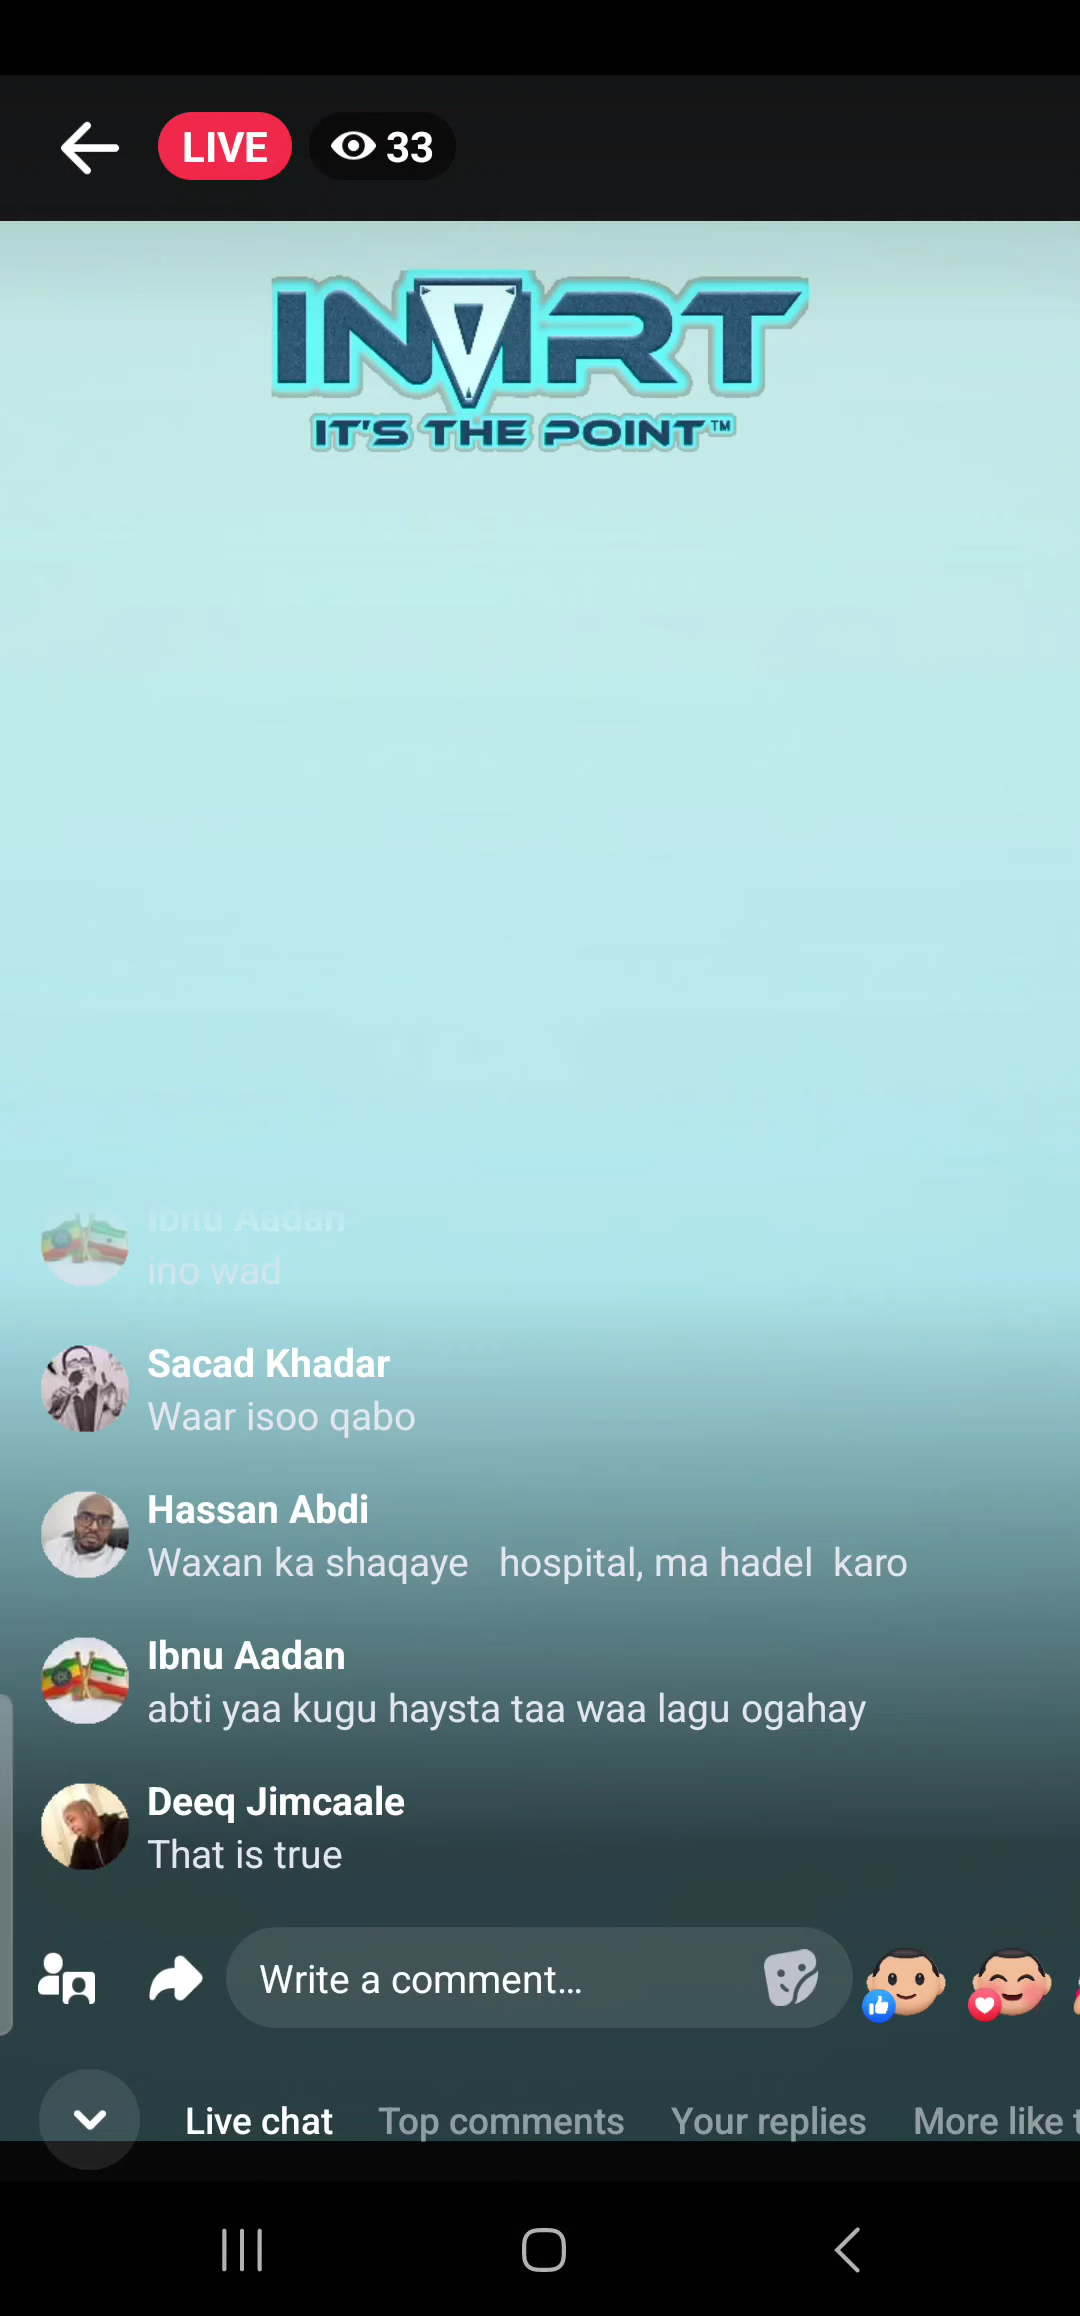 LIVE 33
INVRT
IT'S THE POINT™
Ibnu Aadan
ino wad
Sacad Khadar
Waar isoo qabo
Hassan Abdi
Waxan ka shaqaye hospital, ma hadel karo
Ibnu Aadan
abti yaa kugu haysta taa waa lagu ogahay
Deeq Jimcaale
That is true
Write a comment...
Live chat Top comments Your replies More like